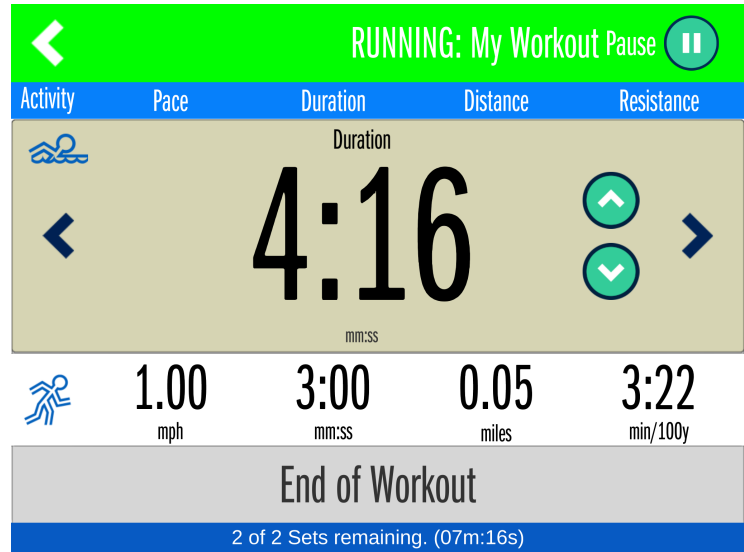 RUNNING: My Workout Pause
Activity Pace Duration Distance Resistance
Duration
4:16
mm:ss
1.00 3:00 0.05 3:22
mph mm:ss miles min/100y
End of Workout
2 of 2 Sets remaining. (07m:16s)